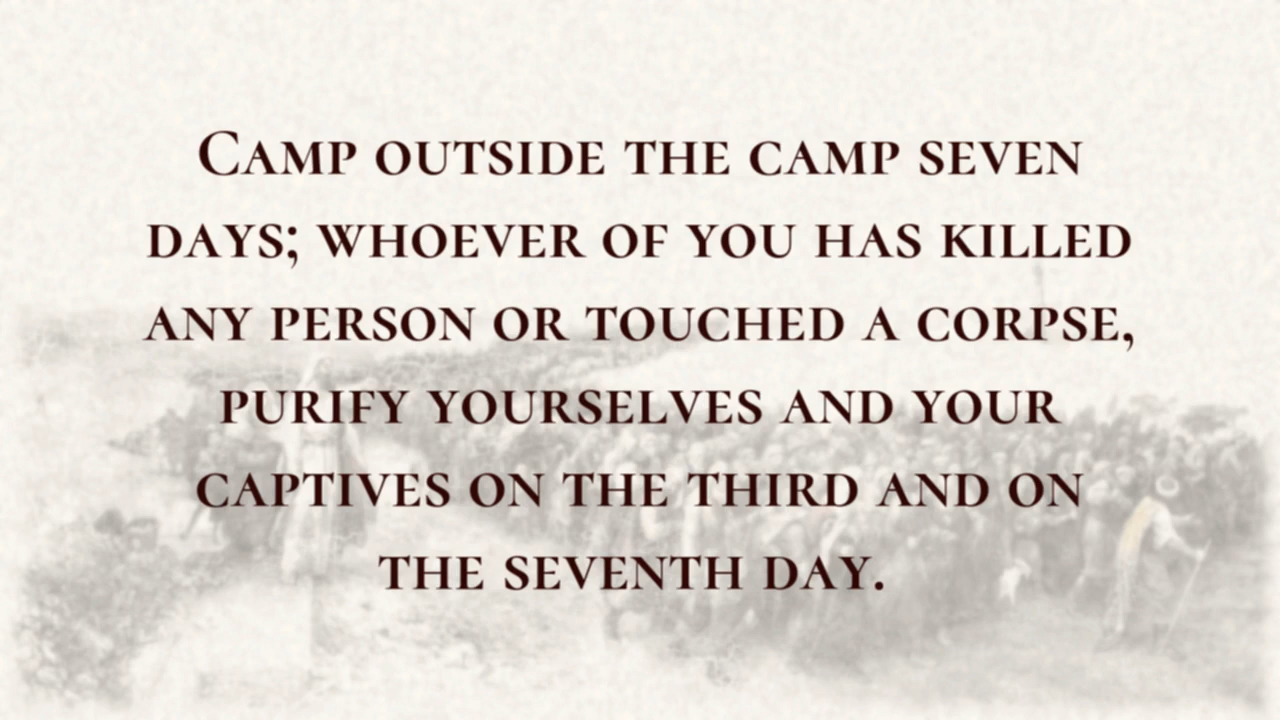 Camp outside the camp seven
days; whoever of you has killed
any person or touched a corpse,
purify yourselves and your
captives on the third and on
the seventh day.